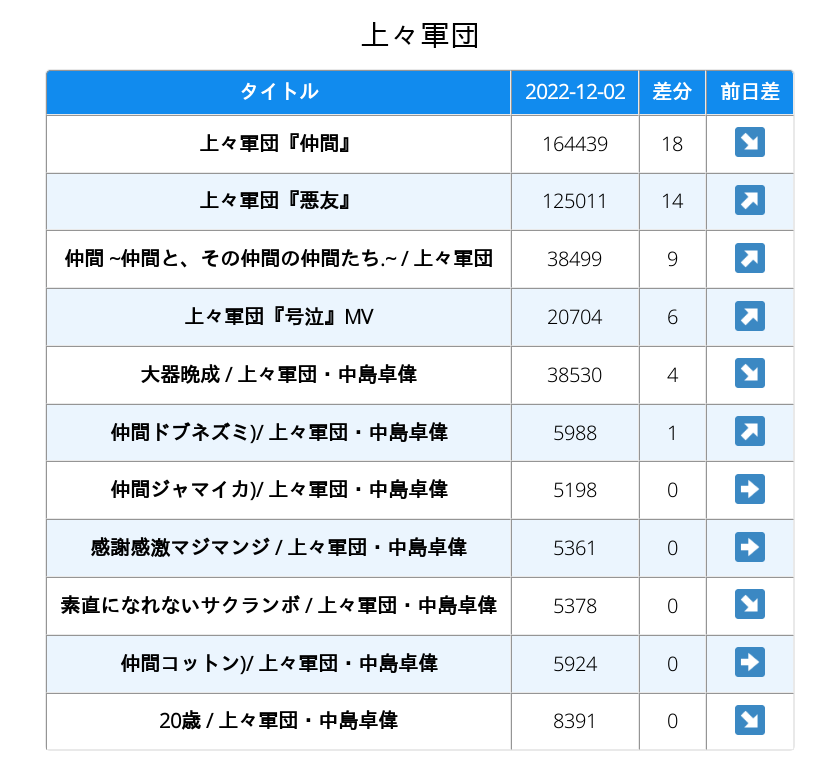 上々軍団
タイトル 2022-12-02 差分 前日差
上々軍団『仲間』 164439 18 ↘
上々軍団『悪友』 125011 14 ↗
仲間 ~仲間と、その仲間の仲間たち.~ / 上々軍団 38499 9 ↗
上々軍団『号泣』MV 20704 6 ↗
大器晩成 / 上々軍団・中島卓偉 38530 4 ↘
仲間ドブネズミ)/ 上々軍団・中島卓偉 5988 1 ↗
仲間ジャマイカ)/ 上々軍団・中島卓偉 5198 0 ➡
感謝感激マジマンジ / 上々軍団・中島卓偉 5361 0 ➡
素直になれないサクランボ / 上々軍団・中島卓偉 5378 0 ↘
仲間コットン)/ 上々軍団・中島卓偉 5924 0 ➡
20歳 / 上々軍団・中島卓偉 8391 0 ↘